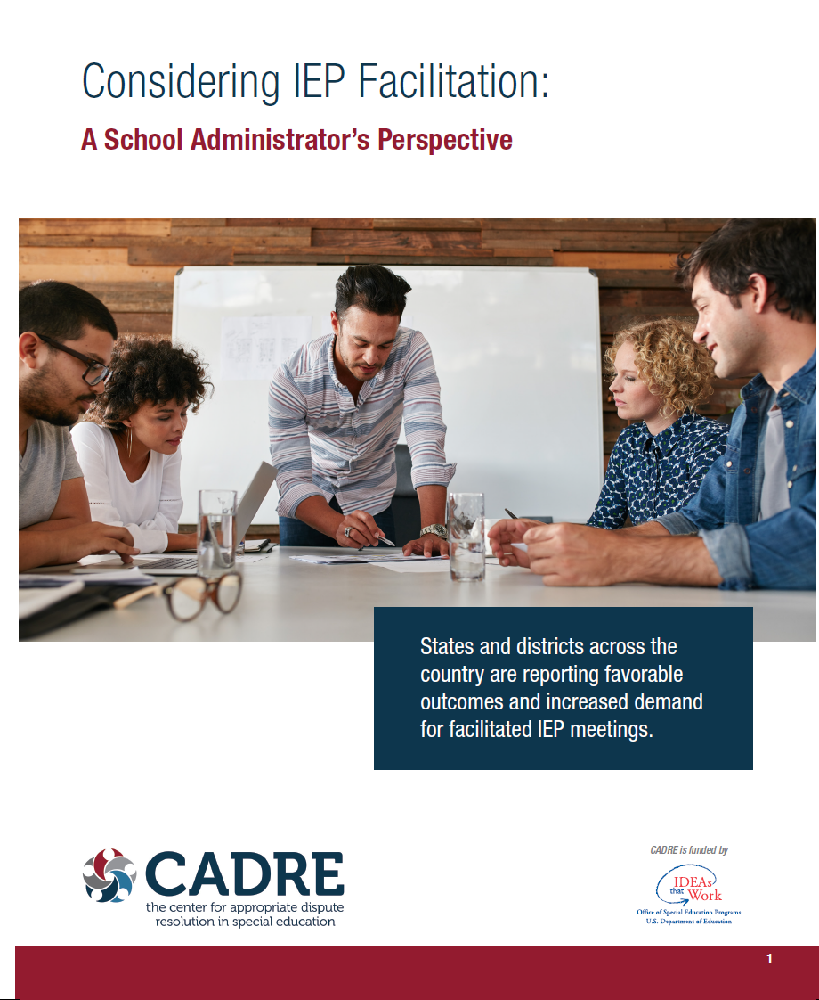 Considering IEP Facilitation:
A School Administrator’s Perspective
States and districts across the
country are reporting favorable
outcomes and increased demand
for facilitated IEP meetings.
CADRE
the center for appropriate dispute
resolution in special education
CADRE is funded by
IDEAs
that Work
Office of Special Education Programs
U.S. Department of Education
1